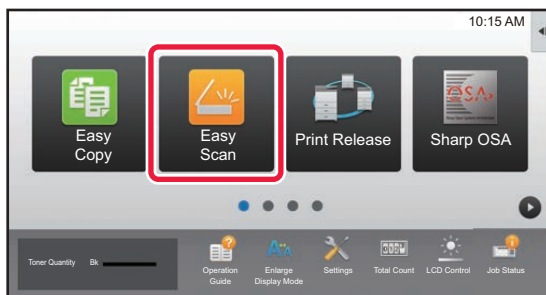 10:15 AM
Easy
Copy
Easy
Scan
Print Release
OSA
Sharp OSA
Toner Quantity Bk
Operation
Guide
Enlarge
Display Mode
Settings
Total Count
LCD Control
Job Status